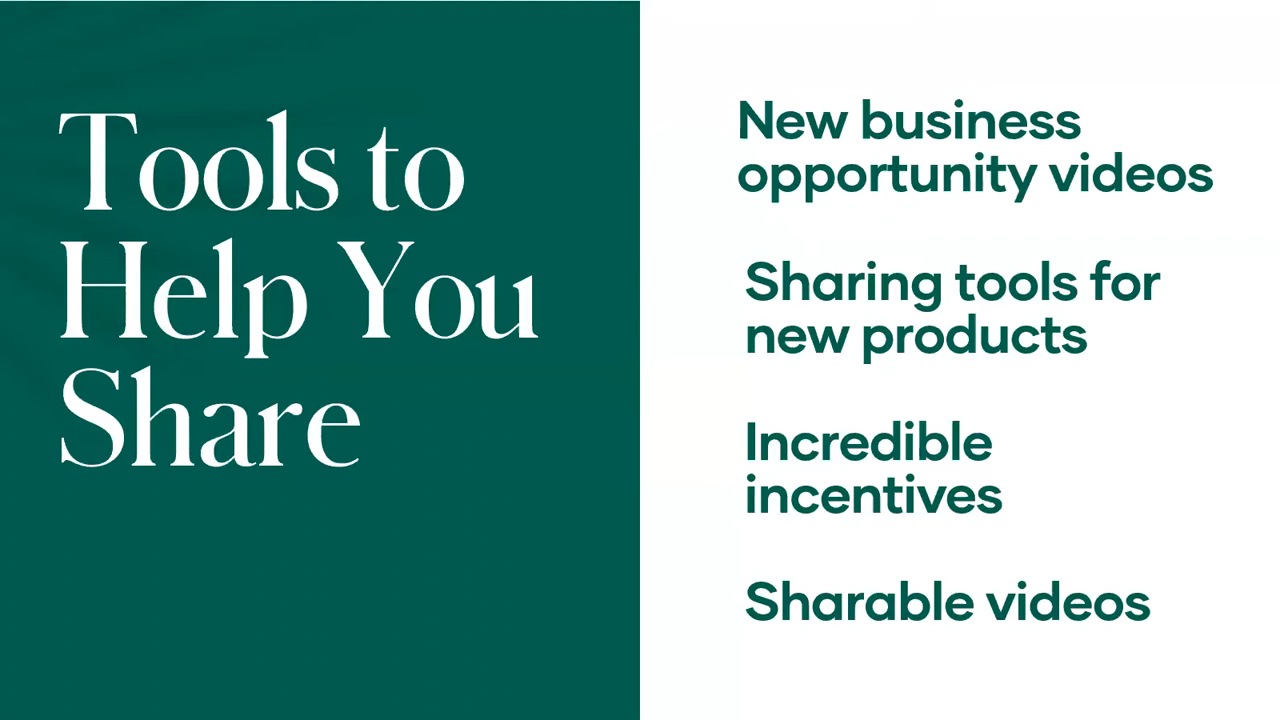 Tools to
Help You
Share
New business
opportunity videos
Sharing tools for
new products
Incredible
incentives
Sharable videos